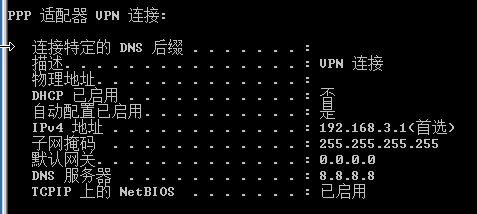 PPP 适配器 VPN 连接:
连接特定的 DNS 后缀 . . . . . . . :
描述. . . . . . . . . . . . . . . : VPN 连接
物理地址. . . . . . . . . . . . . :
DHCP 已启用 . . . . . . . . . . . : 否
自动配置已启用. . . . . . . . . . : 是
IPv4 地址 . . . . . . . . . . . . : 192.168.3.1(首选)
子网掩码 . . . . . . . . . . . . : 255.255.255.255
默认网关. . . . . . . . . . . . . : 0.0.0.0
DNS 服务器 . . . . . . . . . . . : 8.8.8.8
TCPIP 上的 NetBIOS . . . . . . . : 已启用